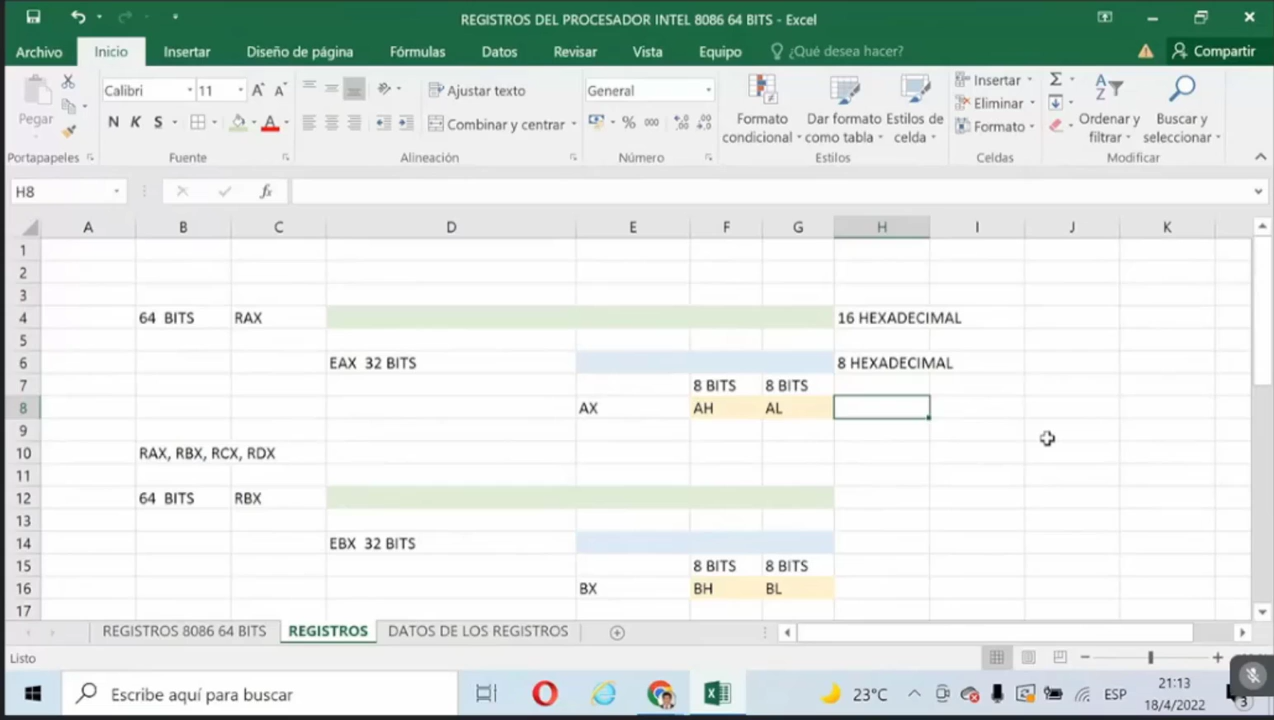 REGISTROS DEL PROCESADOR INTEL 8086 64 BITS - Excel
Archivo Inicio Insertar Diseño de página Fórmulas Datos Revisar Vista Equipo ¿Qué desea hacer? Compartir
Pegar
Calibri 11
N K S
Ajustar texto
Combinar y centrar
General
% 000
Formato condicional
Dar formato como tabla
Estilos de celda
Insertar
Eliminar
Formato
Ordenar y filtrar
Buscar y seleccionar
Portapapeles Fuente Alineación Número Estilos Celdas Modificar
H8 fx
A B C D E F G H I J K
1
2
3
4 64 BITS RAX 16 HEXADECIMAL
5
6 EAX 32 BITS 8 HEXADECIMAL
7 8 BITS 8 BITS
8 AX AH AL
9
10 RAX, RBX, RCX, RDX
11
12 64 BITS RBX
13
14 EBX 32 BITS
15 8 BITS 8 BITS
16 BX BH BL
17
REGISTROS 8086 64 BITS REGISTROS DATOS DE LOS REGISTROS
Listo
Escribe aquí para buscar
23°C
ESP
21:13
18/4/2022
3